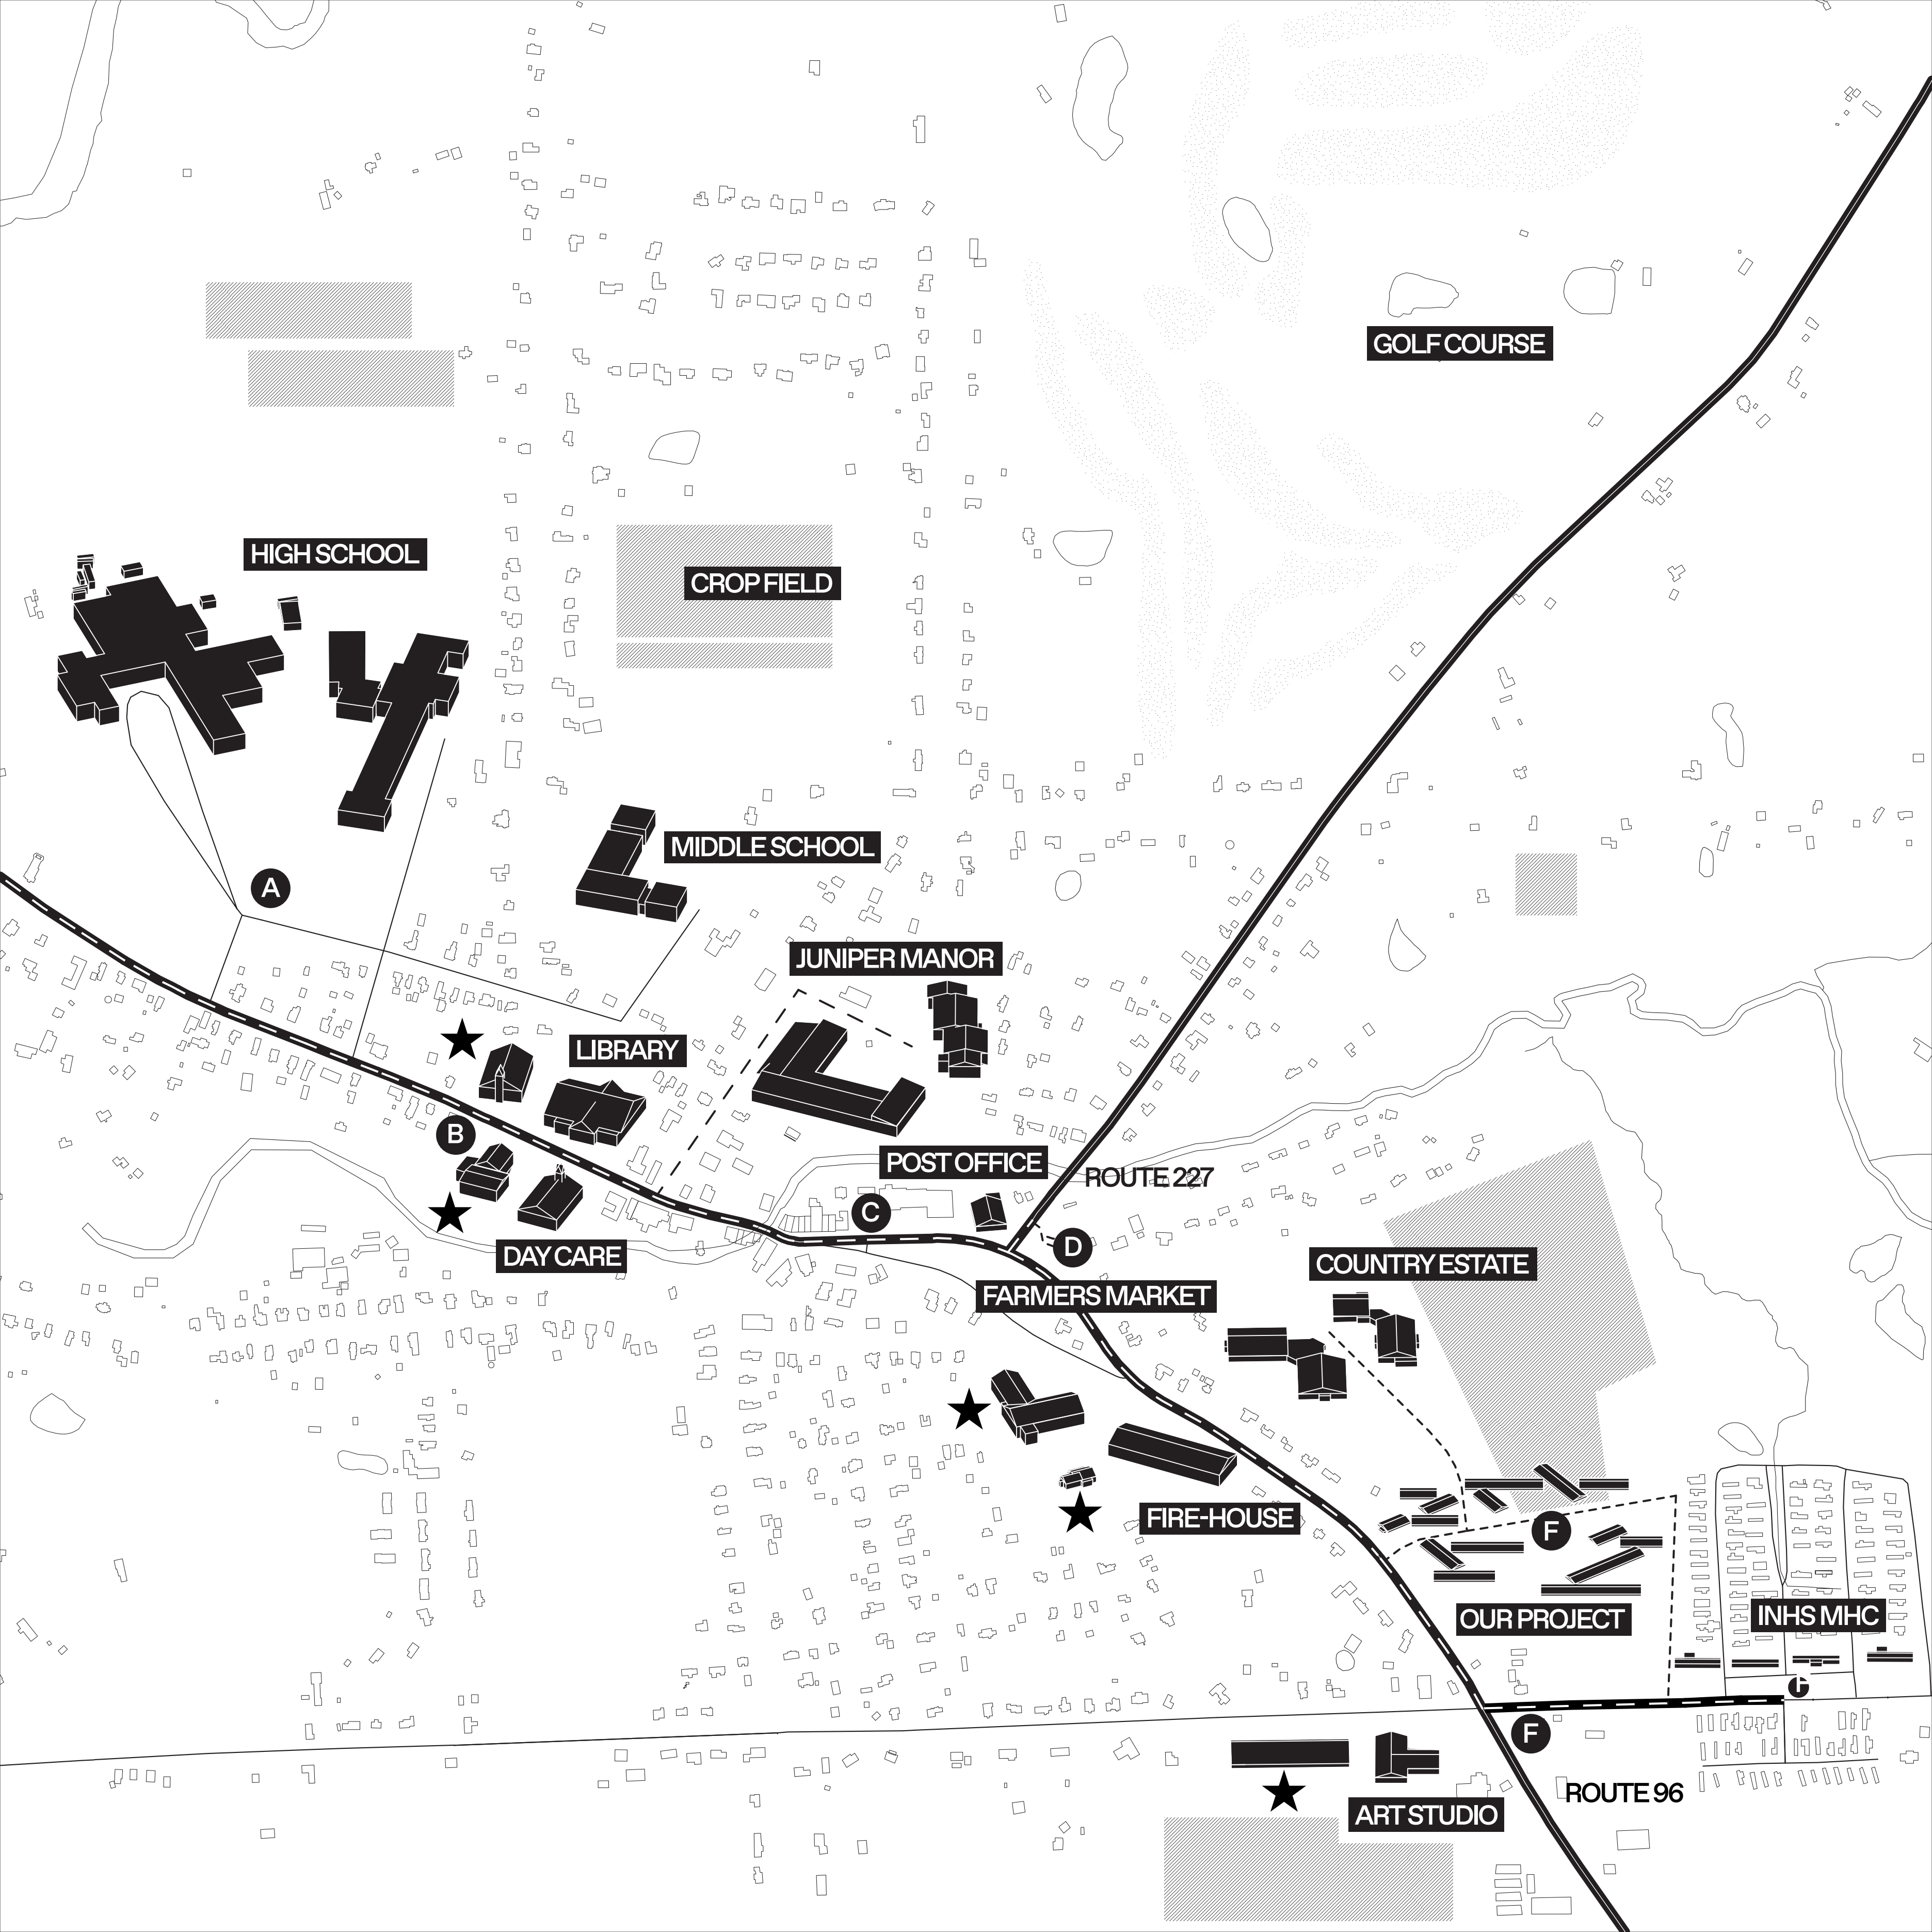 GOLF COURSE
HIGH SCHOOL
CROP FIELD
MIDDLE SCHOOL
A
JUNIPER MANOR
LIBRARY
B
POST OFFICE
ROUTE 227
C
D
DAY CARE
COUNTRY ESTATE
FARMERS MARKET
FIRE-HOUSE
F
OUR PROJECT
INHS MHC
F
F
ROUTE 96
ART STUDIO